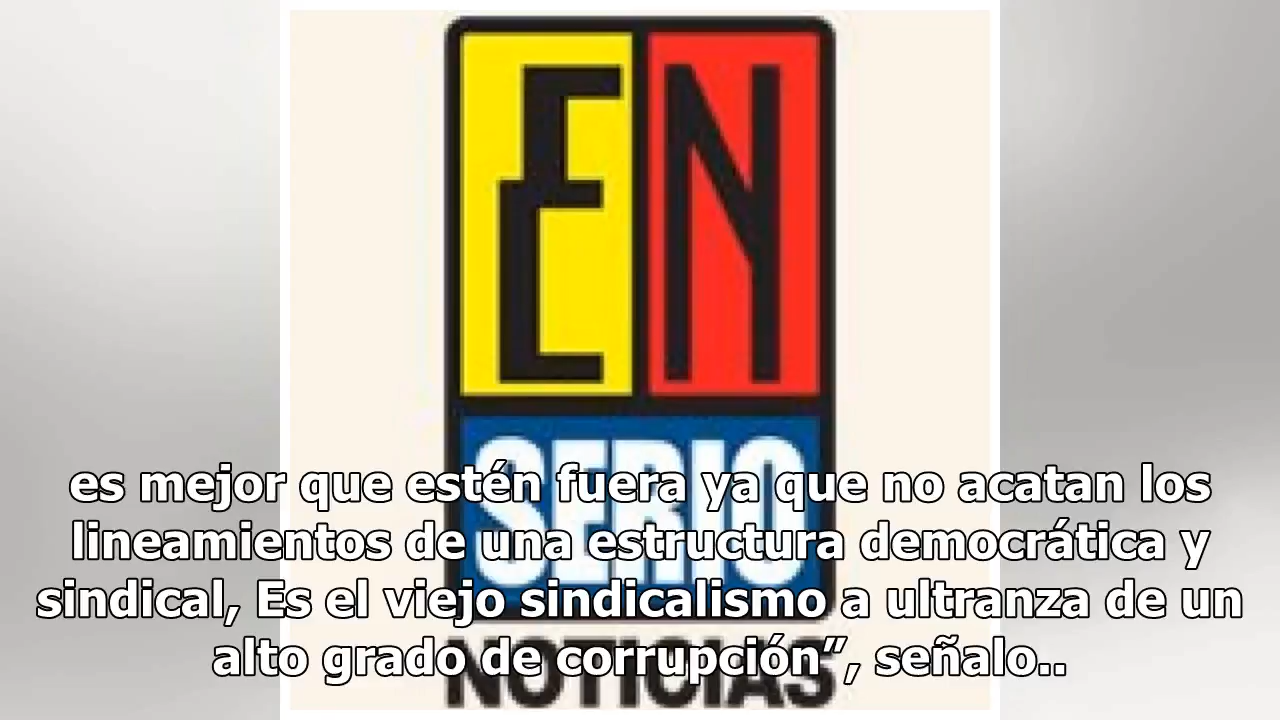 EN
SERIO
NOTICIAS
es mejor que estén fuera ya que no acatan los
lineamientos de una estructura democrática y
sindical, Es el viejo sindicalismo a ultranza de un
alto grado de corrupción”, señalo..